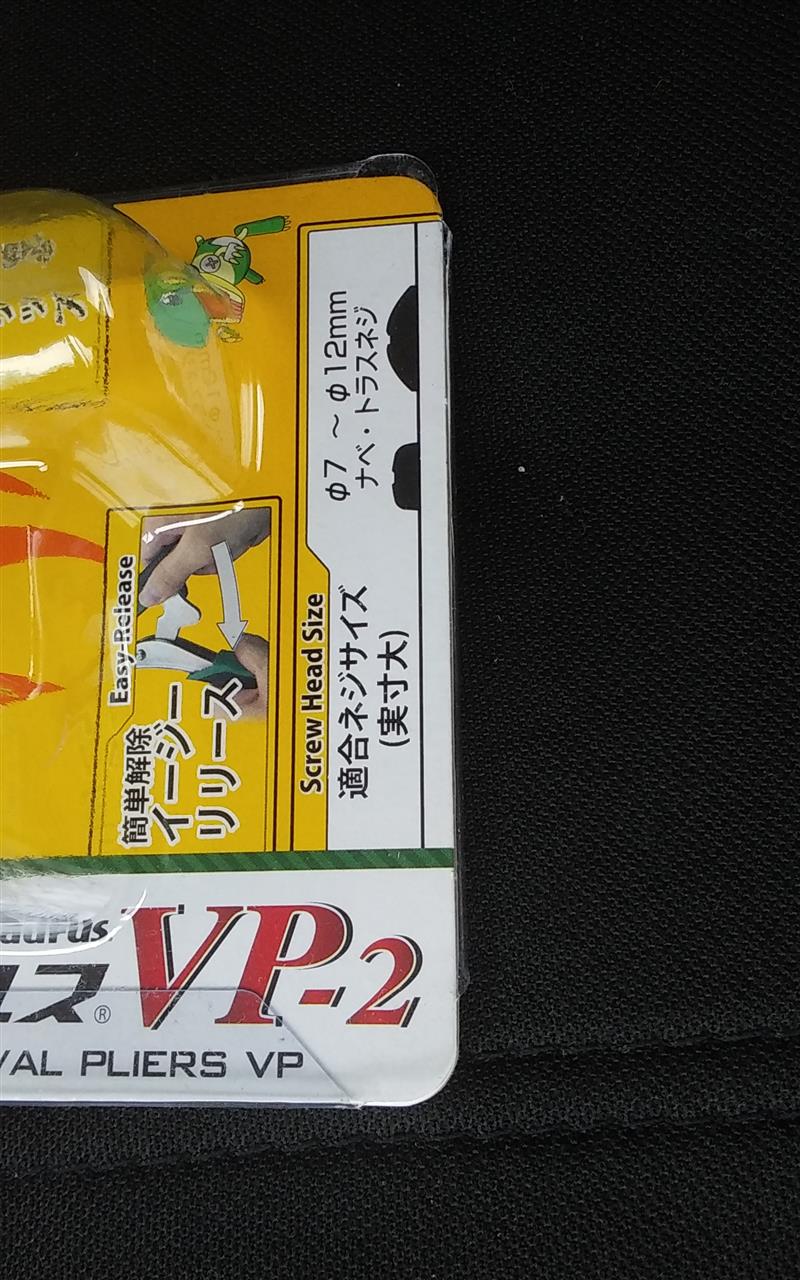 ップ
簡単解除
イージー
リリース
Easy-Release
Screw Head Size
適合ネジサイズ
(実寸大)
φ7 ~ φ12mm
ナベ・トラスネジ
VP-2
®
PLIERS VP